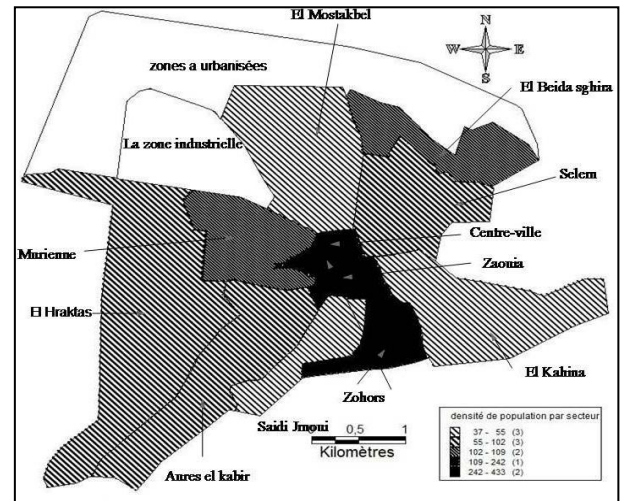 El Mostakbel
N
W E
S
zones a urbanisées
El Beida sghira
La zone industrielle
Selem
Centre-ville
Murienne
Zaouia
El Hraktas
El Kahina
Zohors
Saidi Jmoui
0 0,5 1
Kilomètres
Aures el kabir
densité de population par secteur
37 - 55 (3)
55 - 102 (3)
102 - 109 (2)
109 - 242 (1)
242 - 433 (2)